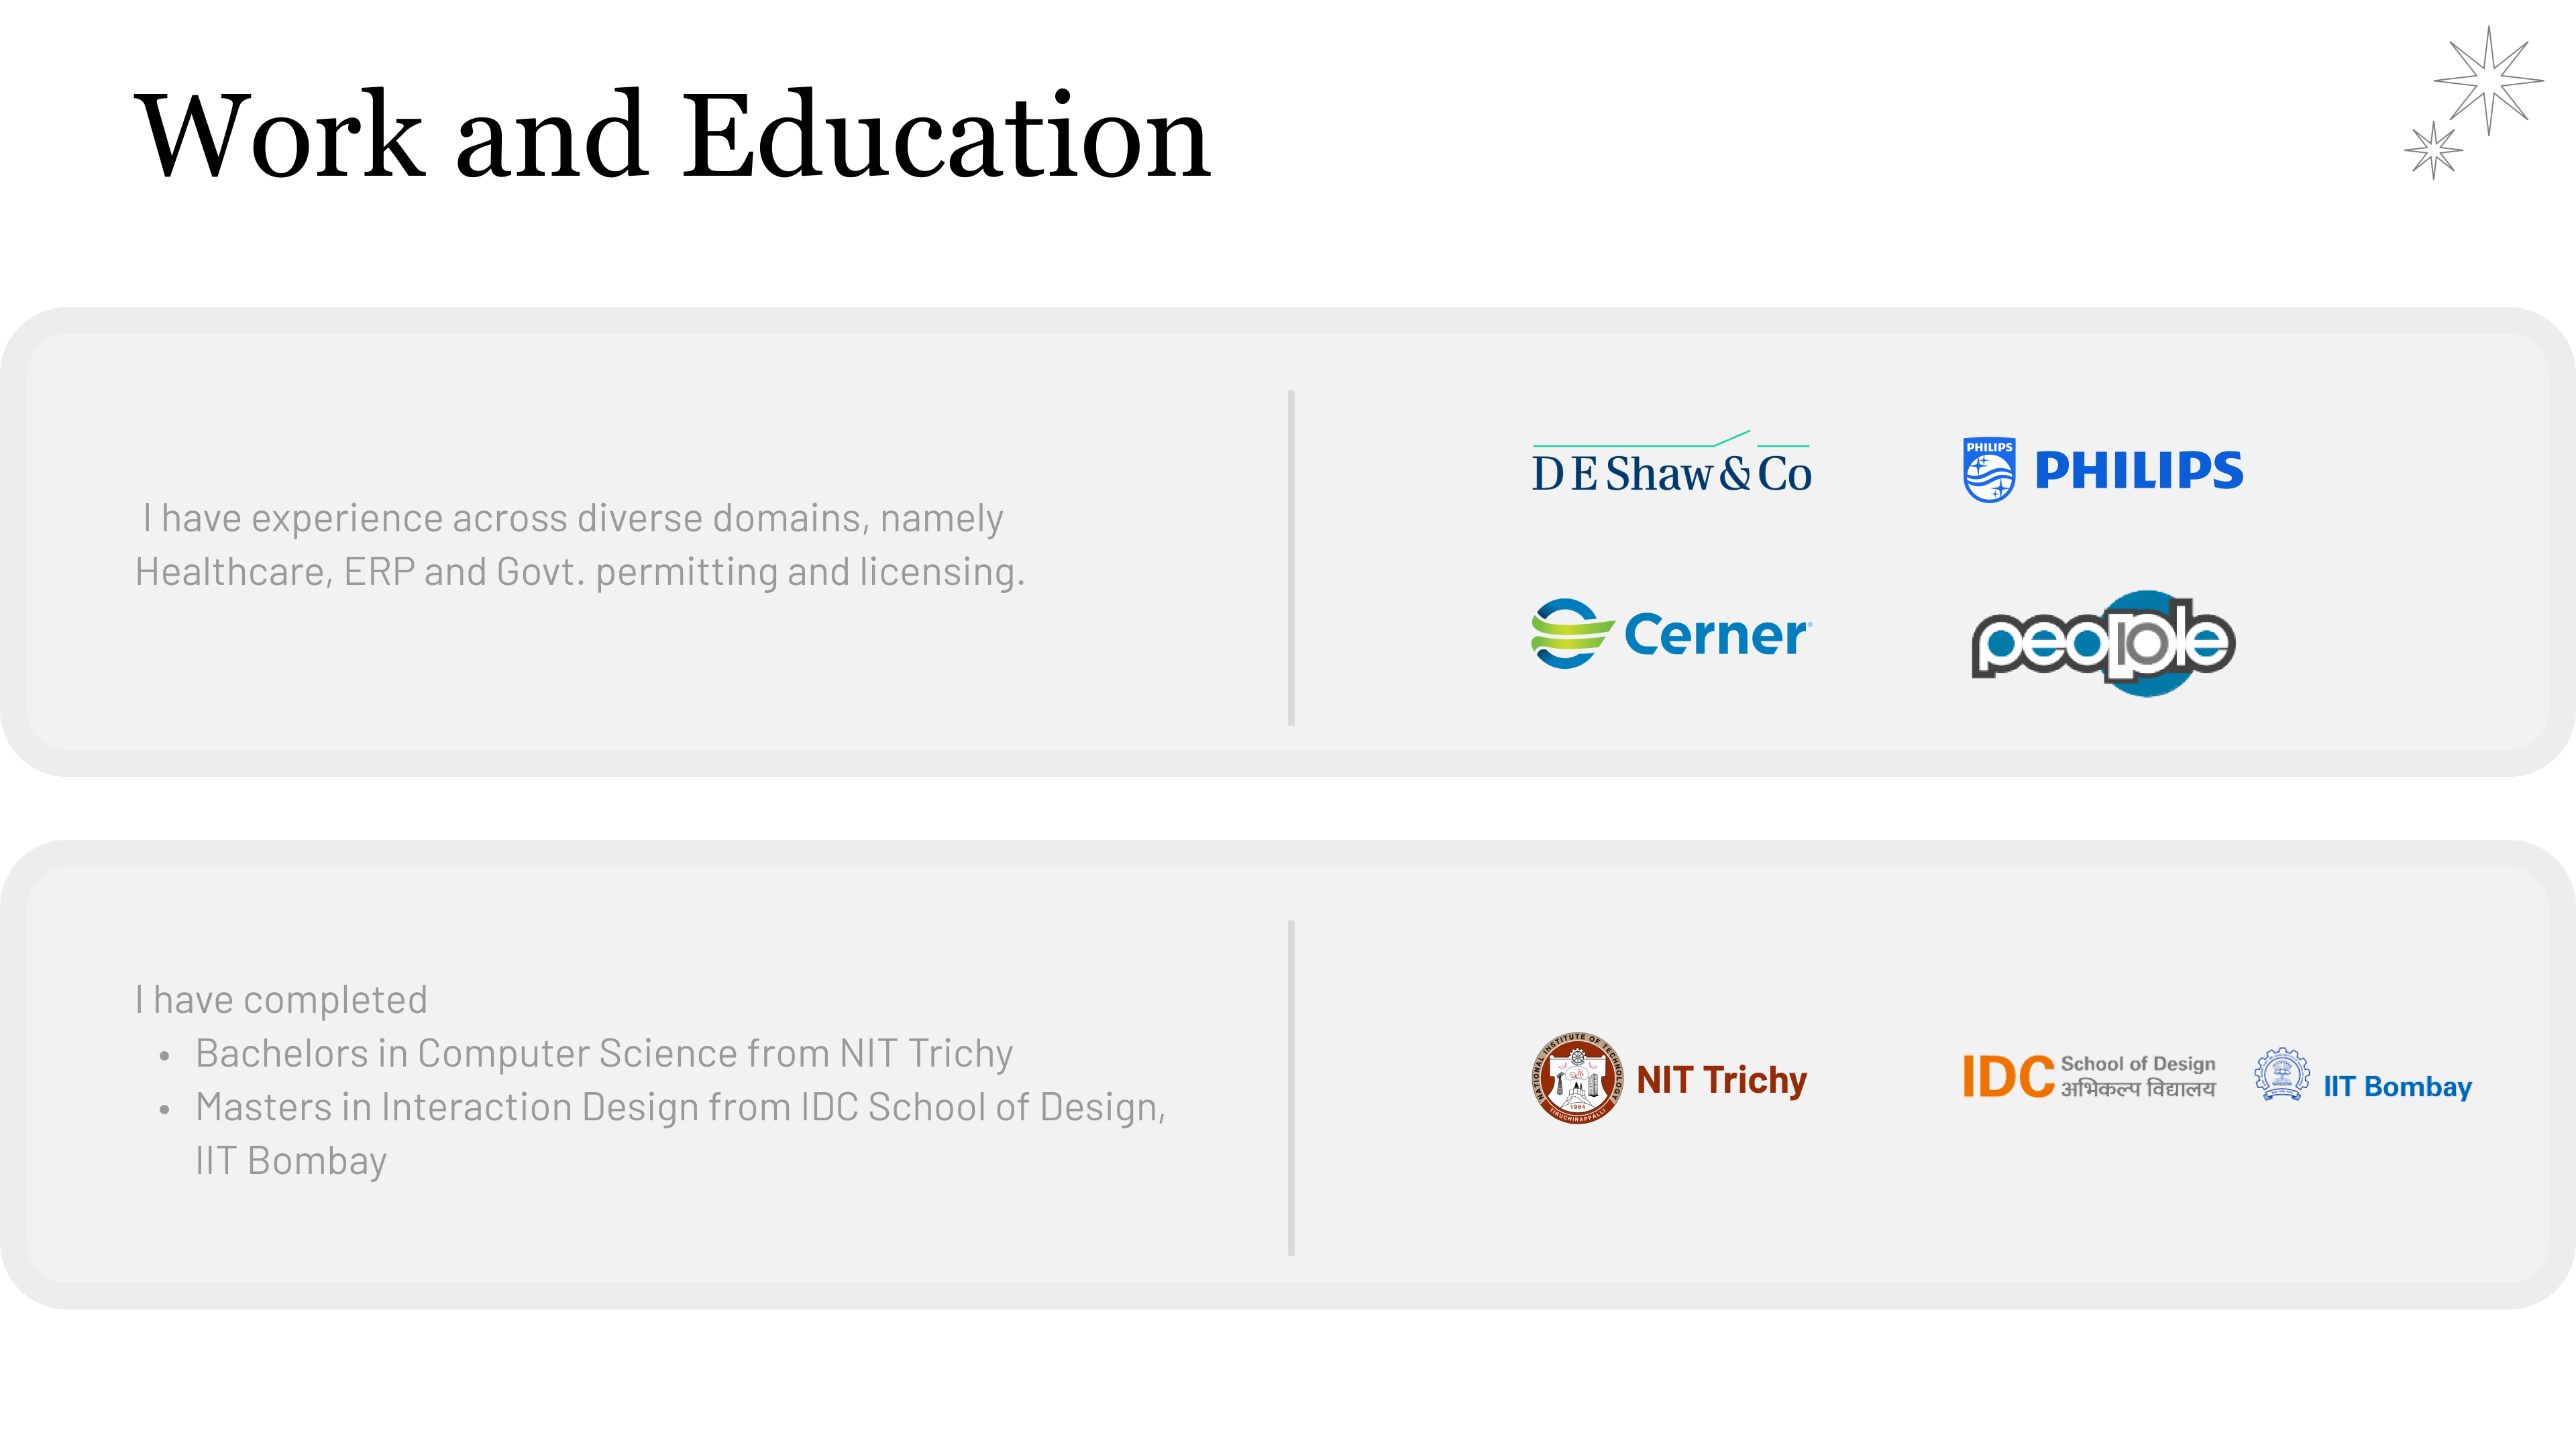 Work and Education
I have experience across diverse domains, namely
Healthcare, ERP and Govt. permitting and licensing.
D E Shaw & Co
PHILIPS
PHILIPS
Cerner
people
I have completed
• Bachelors in Computer Science from NIT Trichy
• Masters in Interaction Design from IDC School of Design,
IIT Bombay
NATIONAL INSTITUTE OF TECHNOLOGY
1964
TIRUCHIRAPPALLI
NIT Trichy
IDC
School of Design
अभिकल्प विद्यालय
IIT Bombay